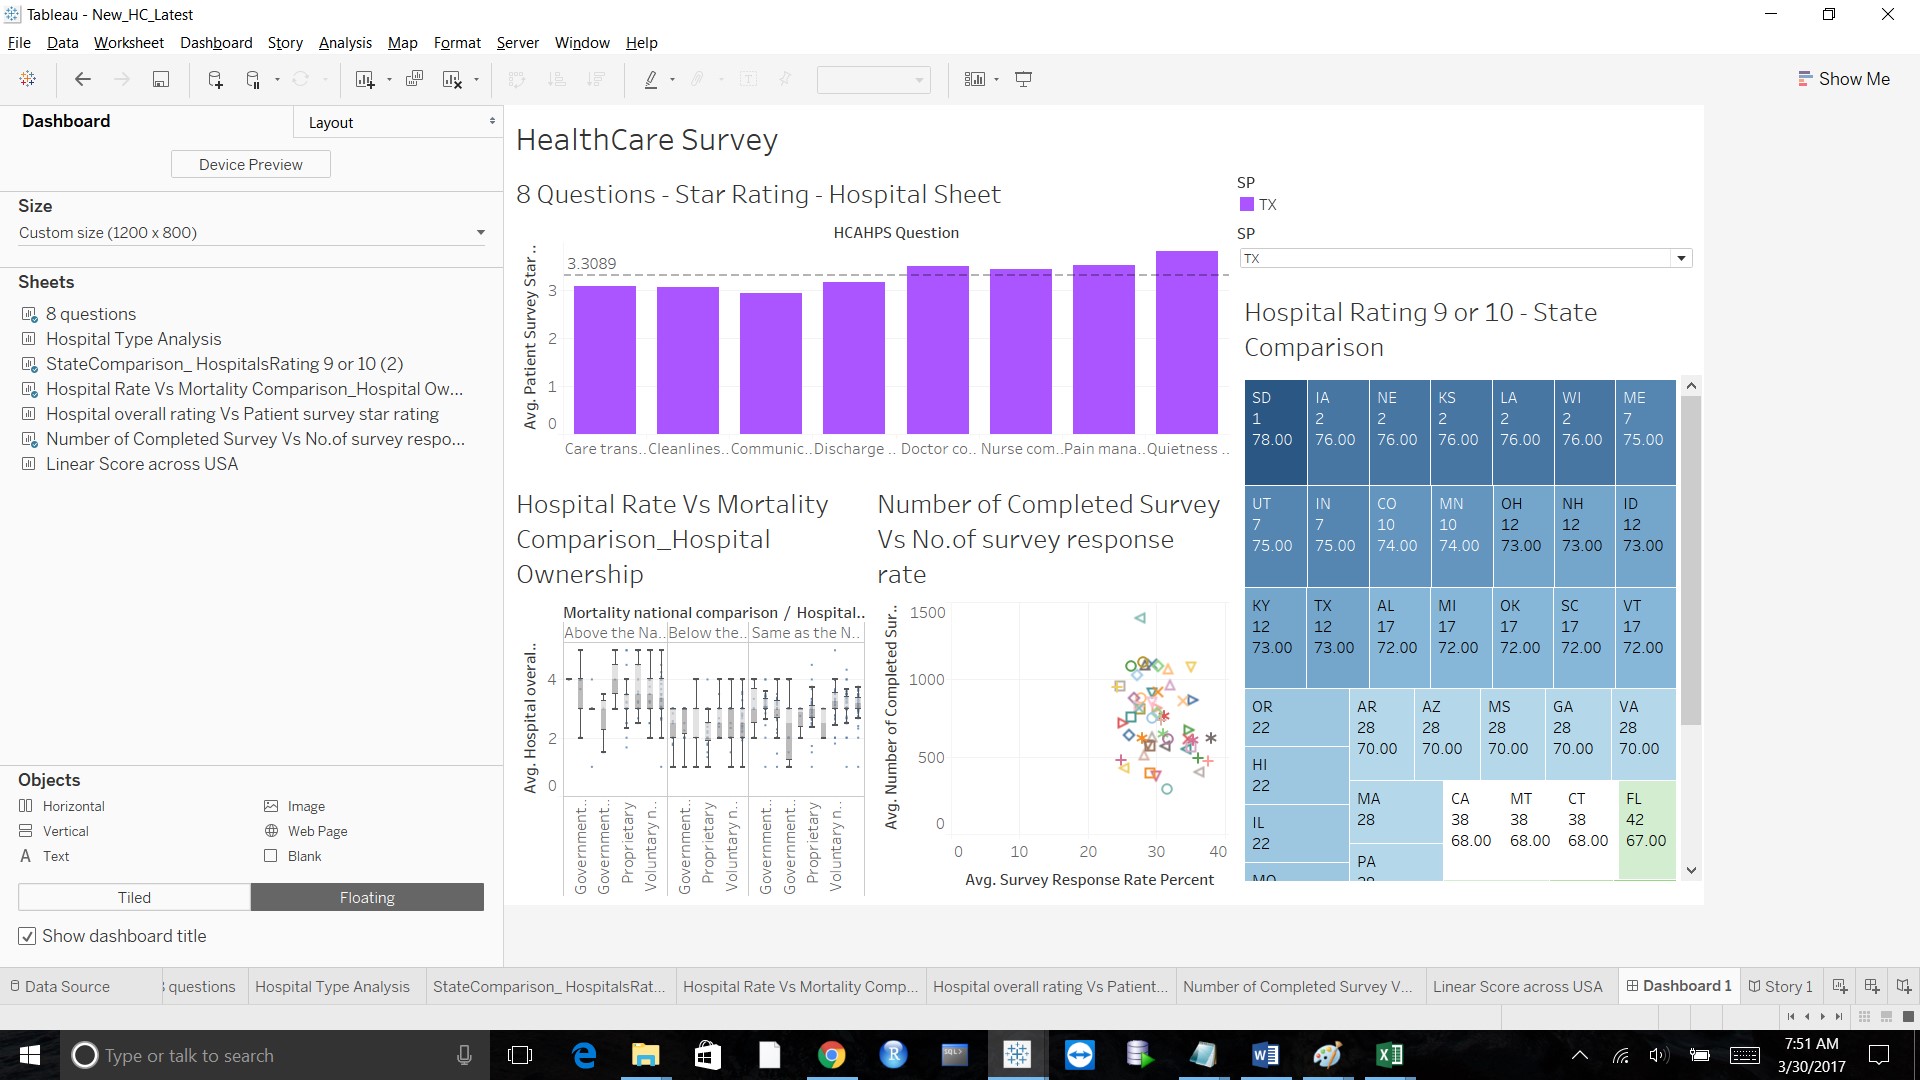 Tableau - New_HC_Latest
File Data Worksheet Dashboard Story Analysis Map Format Server Window Help
Show Me
Dashboard
Layout
Device Preview
Size
Custom size (1200 x 800)
Sheets
8 questions
Hospital Type Analysis
StateComparison_ HospitalsRating 9 or 10 (2)
Hospital Rate Vs Mortality Comparison_Hospital Ow...
Hospital overall rating Vs Patient survey star rating
Number of Completed Survey Vs No.of survey respo...
Linear Score across USA
Objects
Horizontal
Image
Vertical
Web Page
Text
Blank
Tiled
Floating
Show dashboard title
HealthCare Survey
8 Questions - Star Rating - Hospital Sheet
HCAHPS Question
Avg. Patient Survey Star ..
3.3089
3
2
1
0
Care trans.. Cleanlines.. Communic.. Discharge .. Doctor co.. Nurse com.. Pain mana.. Quietness ..
SP
TX
SP
TX
Hospital Rate Vs Mortality
Comparison_Hospital
Ownership
Mortality national comparison / Hospital..
Above the Na.. Below the.. Same as the N..
Avg. Hospital overal..
4
2
0
Government..
Government..
Proprietary
Voluntary n..
Government..
Proprietary
Voluntary n..
Government..
Government..
Proprietary
Voluntary n..
Number of Completed Survey
Vs No.of survey response
rate
Avg. Number of Completed Sur..
1500
1000
500
0
0 10 20 30 40
Avg. Survey Response Rate Percent
Hospital Rating 9 or 10 - State
Comparison
SD IA NE KS LA WI ME
1 2 2 2 2 2 7
78.00 76.00 76.00 76.00 76.00 76.00 75.00
UT IN CO MN OH NH ID
7 7 10 10 12 12 12
75.00 75.00 74.00 74.00 73.00 73.00 73.00
KY TX AL MI OK SC VT
12 12 17 17 17 17 17
73.00 73.00 72.00 72.00 72.00 72.00 72.00
OR
22
HI
22
IL
22
AR AZ MS GA VA
28 28 28 28 28
70.00 70.00 70.00 70.00 70.00
MA
28
PA
CA MT CT FL
38 38 38 42
68.00 68.00 68.00 67.00
Data Source
questions
Hospital Type Analysis
StateComparison_ HospitalsRat...
Hospital Rate Vs Mortality Comp...
Hospital overall rating Vs Patient...
Number of Completed Survey V...
Linear Score across USA
Dashboard 1
Story 1
Type or talk to search
SQL>
7:51 AM
3/30/2017